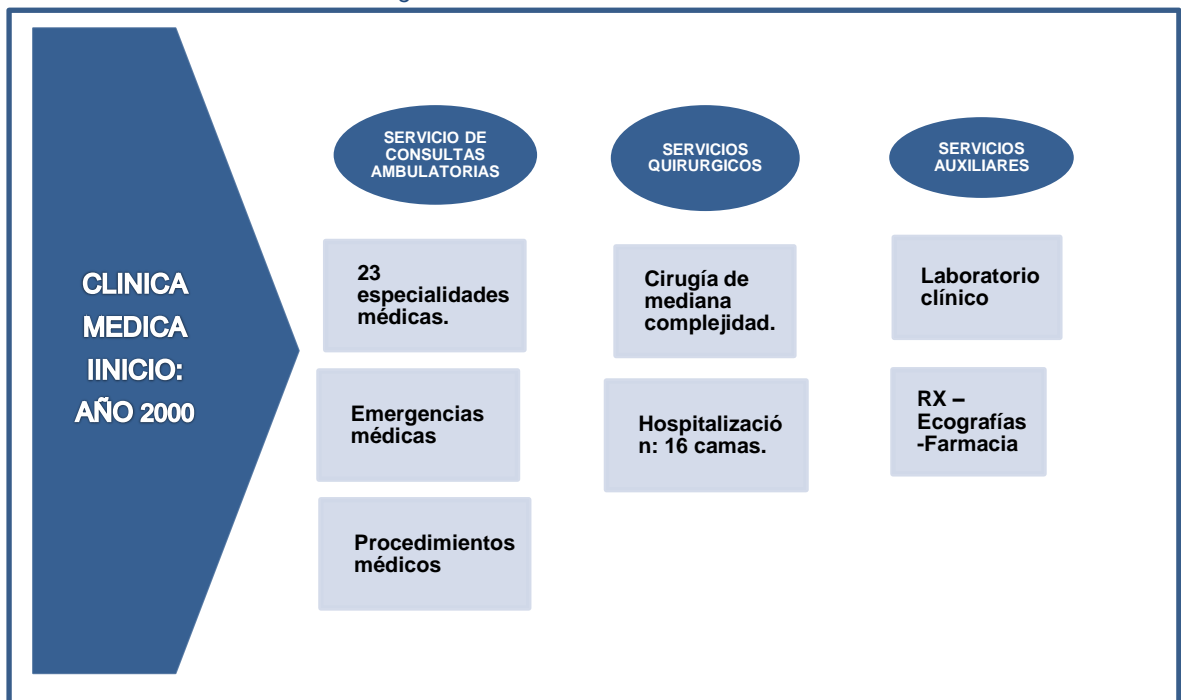 CLINICA
MEDICA
IINICIO:
AÑO 2000
SERVICIO DE
CONSULTAS
AMBULATORIAS
23
especialidades
médicas.
Emergencias
médicas
Procedimientos
médicos
SERVICIOS
QUIRURGICOS
Cirugía de
mediana
complejidad.
Hospitalizació
n: 16 camas.
SERVICIOS
AUXILIARES
Laboratorio
clínico
RX –
Ecografías
-Farmacia